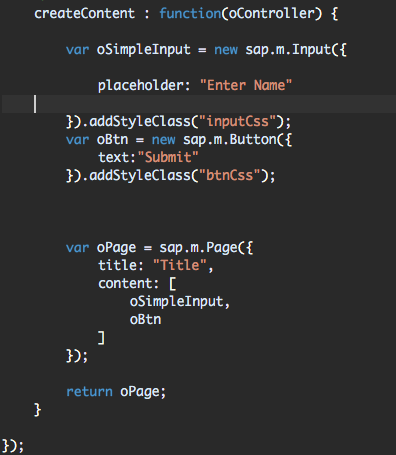 createContent : function(oController) {
var oSimpleInput = new sap.m.Input({
placeholder: "Enter Name"
}).addStyleClass("inputCss");
var oBtn = new sap.m.Button({
text:"Submit"
}).addStyleClass("btnCss");
var oPage = sap.m.Page({
title: "Title",
content: [
oSimpleInput,
oBtn
]
});
return oPage;
}
});